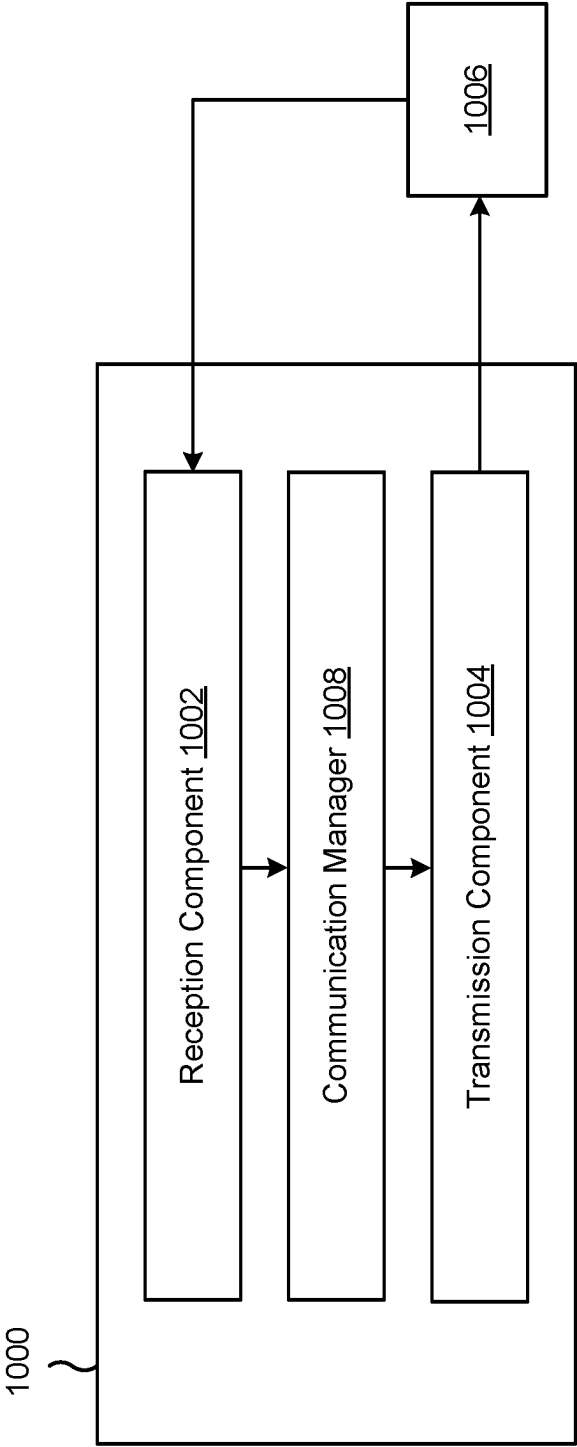 1000
Reception Component 1002
Communication Manager 1008
Transmission Component 1004
1006